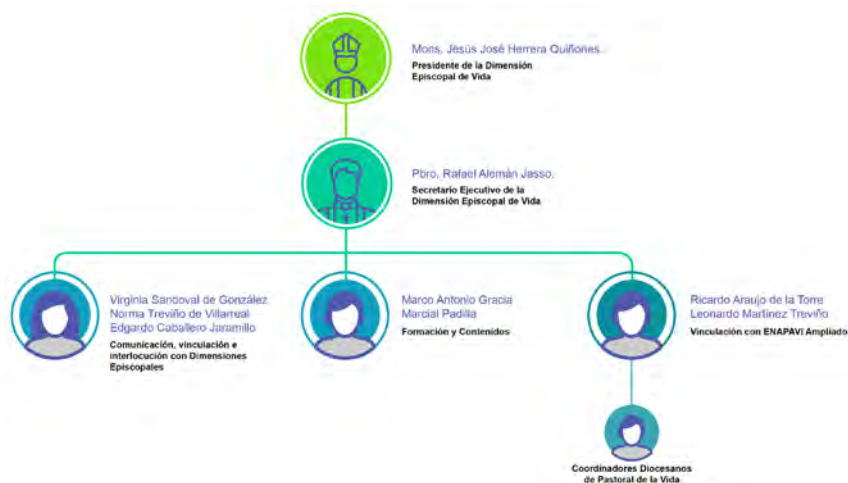 Mons. Jesús José Herrera Quiñones.
Presidente de la Dimensión
Episcopal de Vida
Pbro. Rafael Alemán Jasso.
Secretario Ejecutivo de la
Dimensión Episcopal de Vida
Virginia Sandoval de González
Norma Treviño de Villarreal
Edgardo Caballero Jaramillo
Comunicación, vinculación e
interlocución con Dimensiones
Episcopales
Marco Antonio Gracia
Marcial Padilla
Formación y Contenidos
Ricardo Araujo de la Torre
Leonardo Martínez Treviño
Vinculación con ENAPAVI Ampliado
Coordinadores Diocesanos
de Pastoral de la Vida